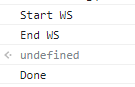 Start WS
End WS
undefined
Done